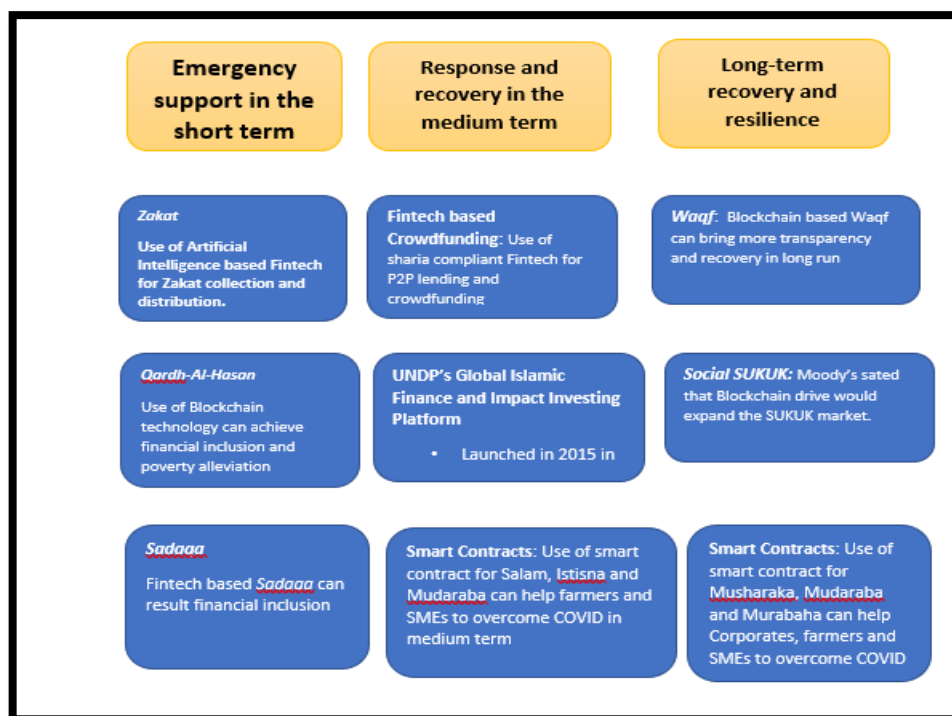 Emergency
support in the
short term
Response and
recovery in the
medium term
Long-term
recovery and
resilience
Zakat
Use of Artificial
Intelligence based Fintech
for Zakat collection and
distribution.
Fintech based
Crowdfunding: Use of
sharia compliant Fintech for
P2P lending and
crowdfunding
Waqf: Blockchain based Waqf
can bring more transparency
and recovery in long run
Qardh-Al-Hasan
Use of Blockchain
technology can achieve
financial inclusion and
poverty alleviation
UNDP's Global Islamic
Finance and Impact Investing
Platform
• Launched in 2015 in
Social SUKUK: Moody's sated
that Blockchain drive would
expand the SUKUK market.
Sadaqa
Fintech based Sadaqa can
result financial inclusion
Smart Contracts: Use of smart
contract for Salam, Istisna and
Mudaraba can help farmers and
SMEs to overcome COVID in
medium term
Smart Contracts: Use of
smart contract for
Musharaka, Mudaraba
and Murabaha can help
Corporates, farmers and
SMEs to overcome COVID